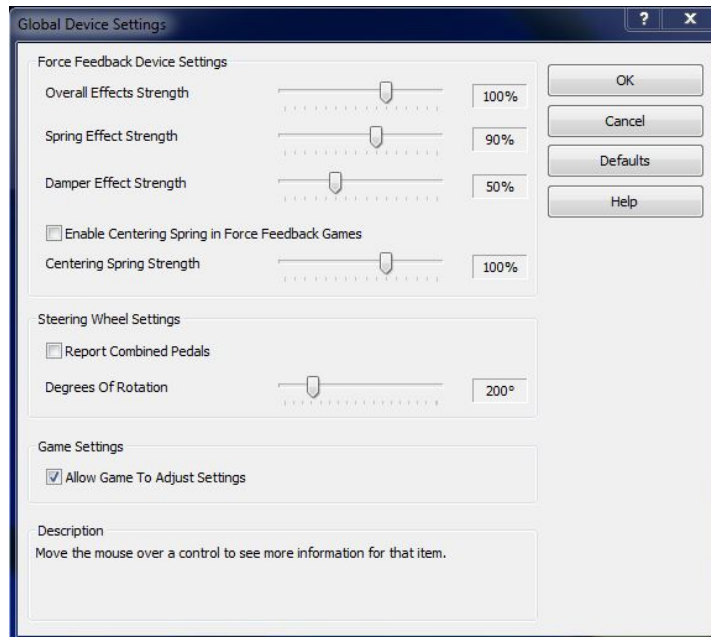 Global Device Settings
?
X
Force Feedback Device Settings
Overall Effects Strength
100%
Spring Effect Strength
90%
Damper Effect Strength
50%
Enable Centering Spring in Force Feedback Games
Centering Spring Strength
100%
OK
Cancel
Defaults
Help
Steering Wheel Settings
Report Combined Pedals
Degrees Of Rotation
200°
Game Settings
Allow Game To Adjust Settings
Description
Move the mouse over a control to see more information for that item.